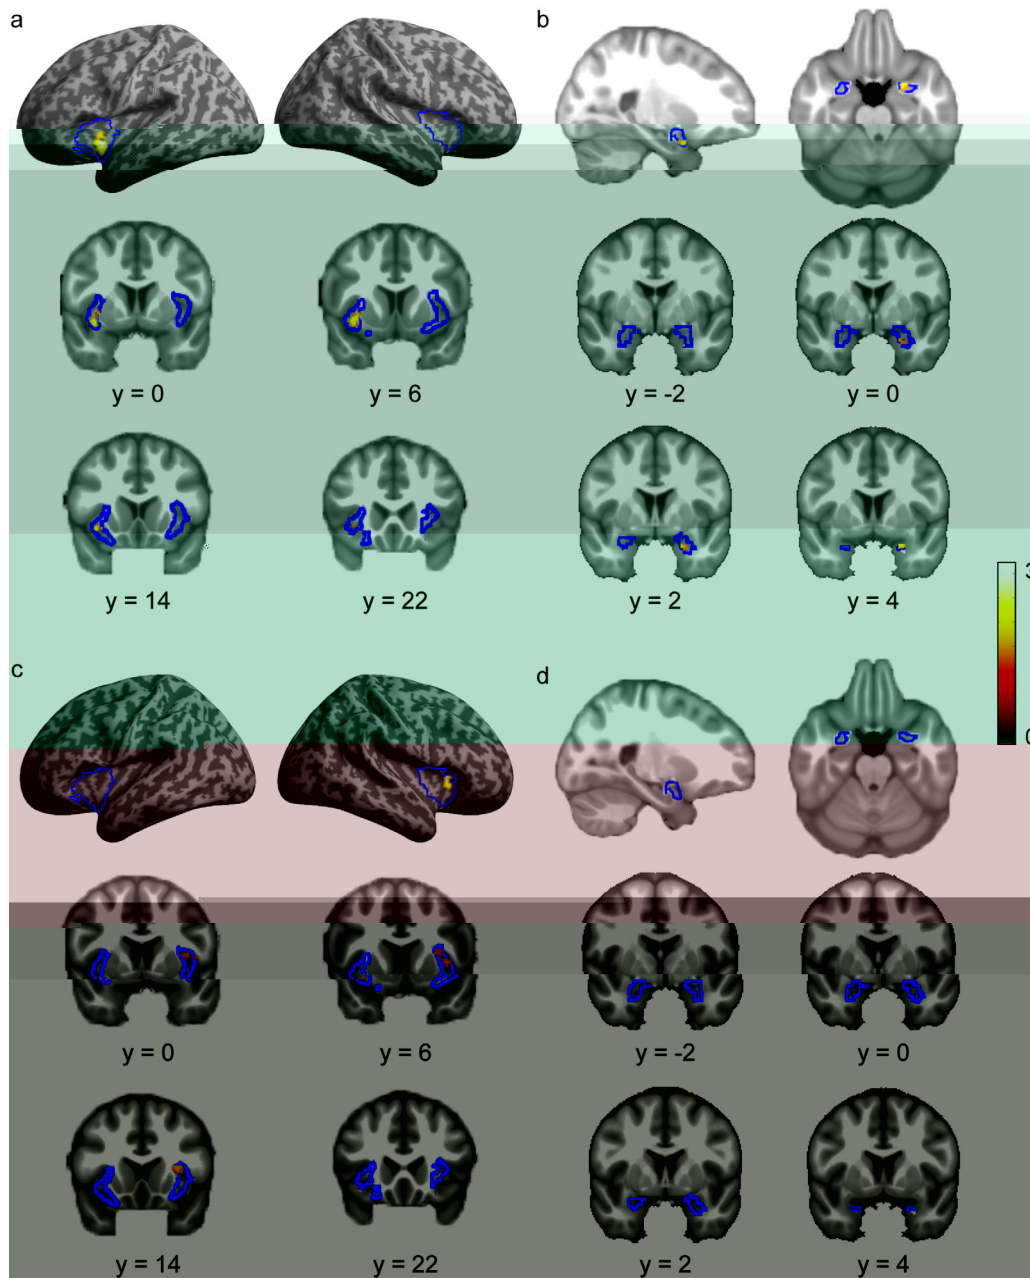 a
b
y = 0
y = 6
y = -2
y = 0
y = 14
y = 22
y = 2
y = 4
3
0
c
d
y = 0
y = 6
y = -2
y = 0
y = 14
y = 22
y = 2
y = 4